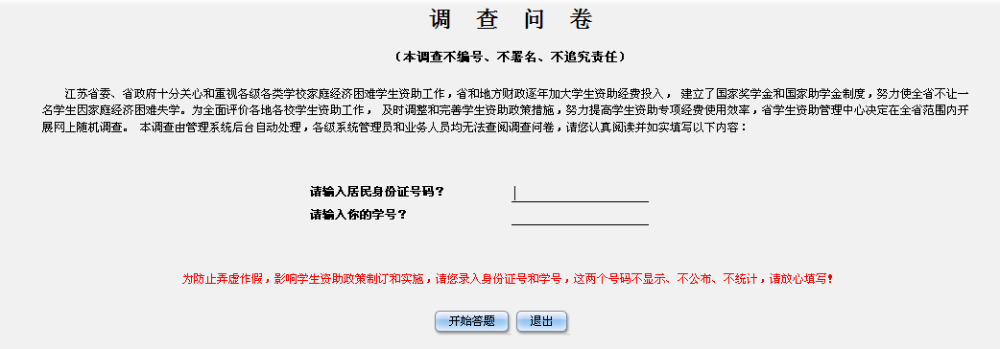 调 查 问 卷
（本调查不编号、不署名、不追究责任）
江苏省委、省政府十分关心和重视各级各类学校家庭经济困难学生资助工作，省和地方财政逐年加大学生资助经费投入， 建立了国家奖学金和国家助学金制度，努力使全省不让一
名学生因家庭经济困难失学。为全面评价各地各校学生资助工作， 及时调整和完善学生资助政策措施，努力提高学生资助专项经费使用效率，省学生资助管理中心决定在全省范围内开
展网上随机调查。 本调查由管理系统后台自动处理，各级系统管理员和业务人员均无法查阅调查问卷，请您认真阅读并如实填写以下内容：
请输入居民身份证号码？
请输入你的学号？
为防止弄虚作假，影响学生资助政策制订和实施，请您录入身份证号和学号，这两个号码不显示、不公布、不统计，请放心填写！
开始答题 退出